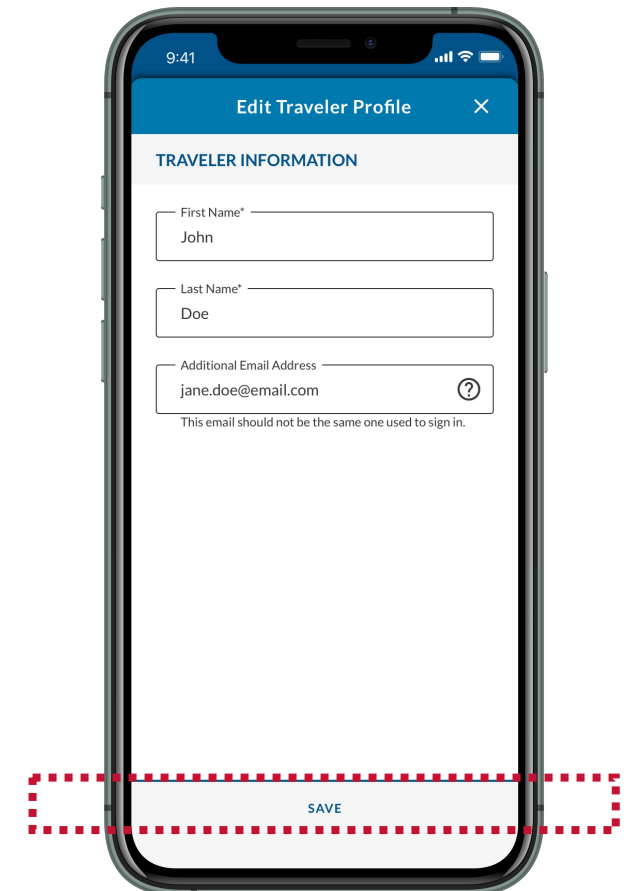 9:41
Edit Traveler Profile
TRAVELER INFORMATION
First Name*
John
Last Name*
Doe
Additional Email Address
jane.doe@email.com
?
This email should not be the same one used to sign in.
SAVE